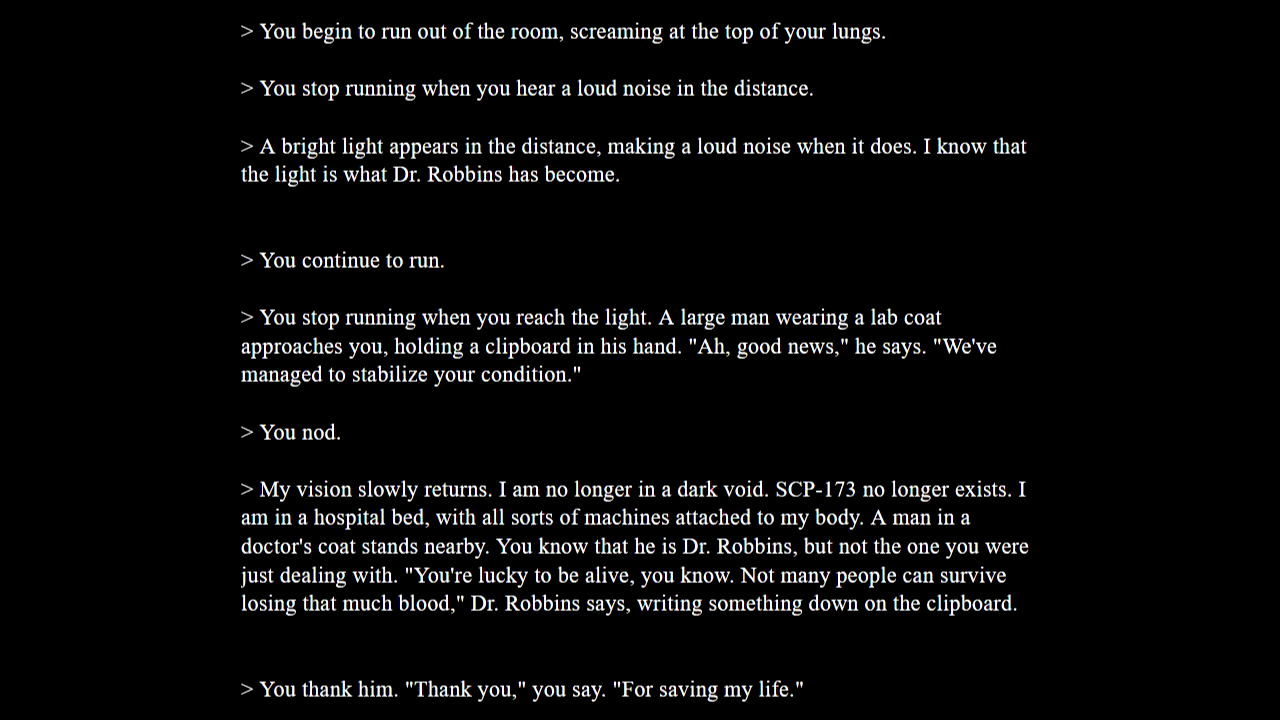 > You begin to run out of the room, screaming at the top of your lungs.
> You stop running when you hear a loud noise in the distance.
> A bright light appears in the distance, making a loud noise when it does. I know that
the light is what Dr. Robbins has become.
> You continue to run.
> You stop running when you reach the light. A large man wearing a lab coat
approaches you, holding a clipboard in his hand. "Ah, good news," he says. "We've
managed to stabilize your condition."
> You nod.
> My vision slowly returns. I am no longer in a dark void. SCP-173 no longer exists. I
am in a hospital bed, with all sorts of machines attached to my body. A man in a
doctor's coat stands nearby. You know that he is Dr. Robbins, but not the one you were
just dealing with. "You're lucky to be alive, you know. Not many people can survive
losing that much blood," Dr. Robbins says, writing something down on the clipboard.
> You thank him. "Thank you," you say. "For saving my life."